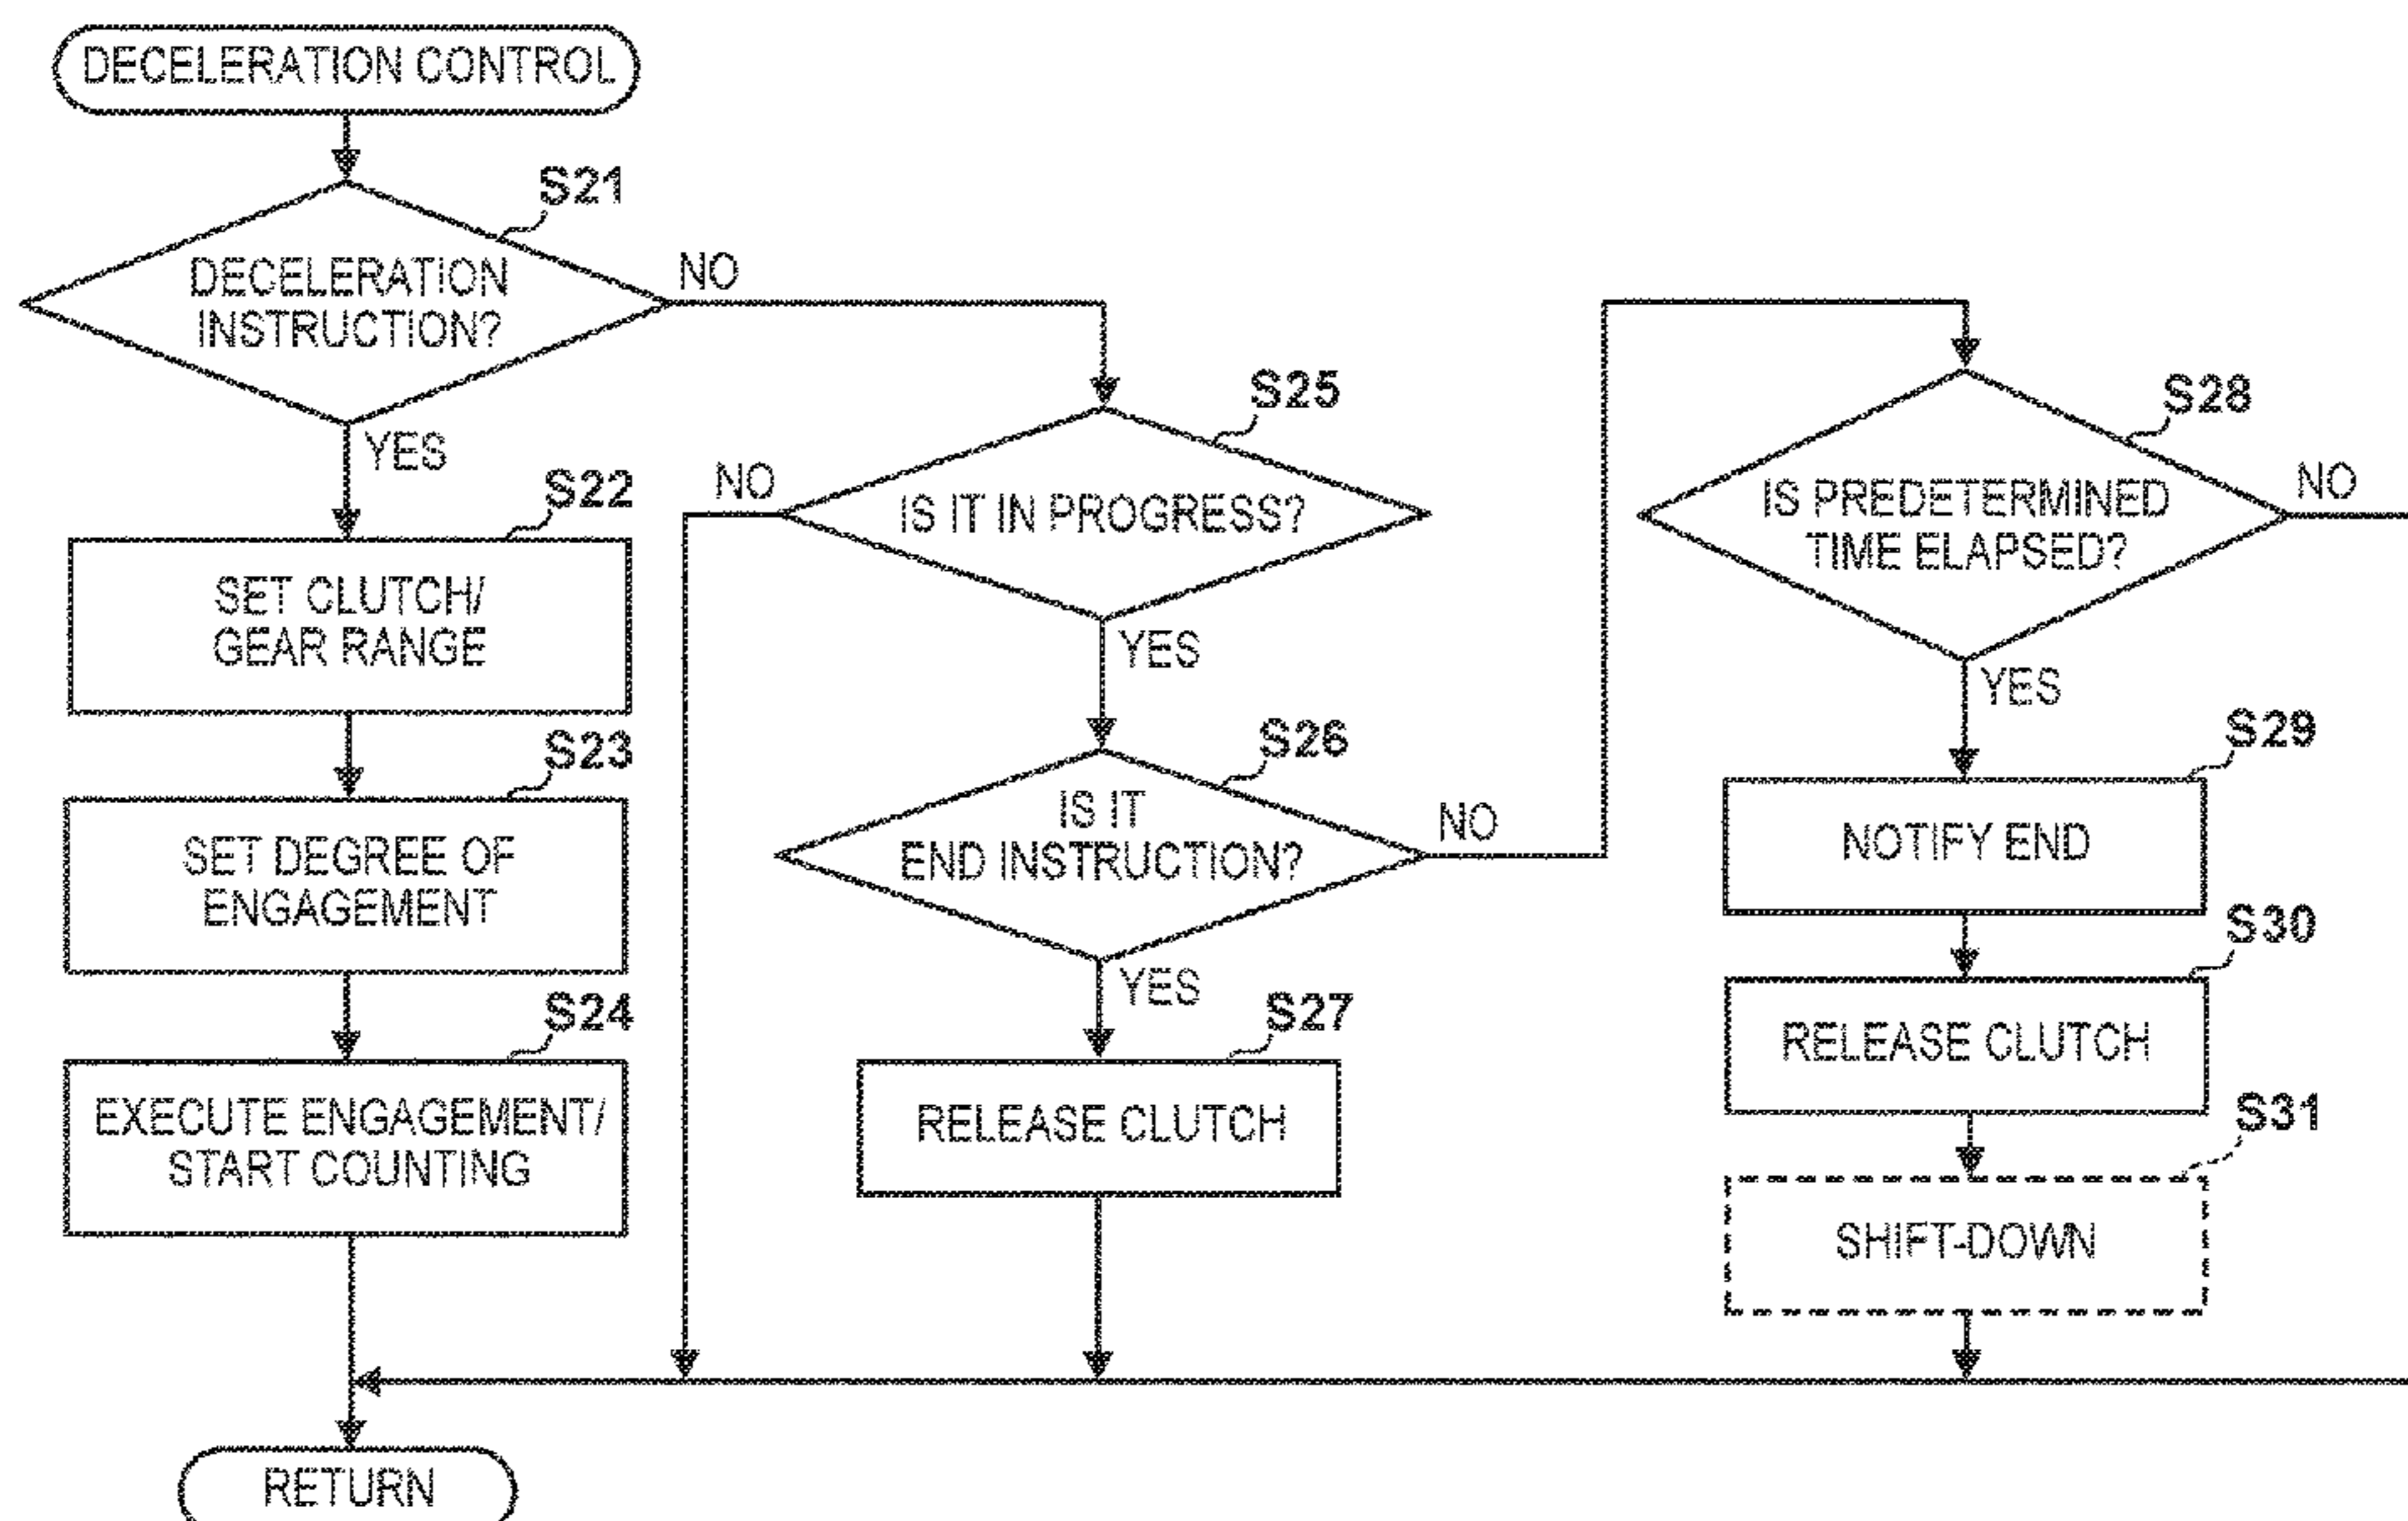 DECELERATION CONTROL
S21
DECELERATION
INSTRUCTION?
NO
YES
S22
SET CLUTCH/
GEAR RANGE
S23
SET DEGREE OF
ENGAGEMENT
S24
EXECUTE ENGAGEMENT/
START COUNTING
S25
NO
IS IT IN PROGRESS?
YES
S26
IS IT
END INSTRUCTION?
NO
YES
S27
RELEASE CLUTCH
S28
IS PREDETERMINED
TIME ELAPSED?
NO
YES
S29
NOTIFY END
S30
RELEASE CLUTCH
S31
SHIFT-DOWN
RETURN